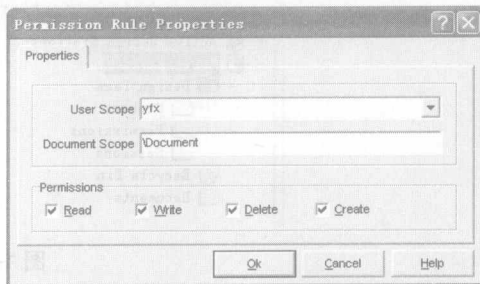 Permission Rule Properties
Properties
User Scope yfx
Document Scope \Document
Permissions
Read Write Delete Create
Ok Cancel Help